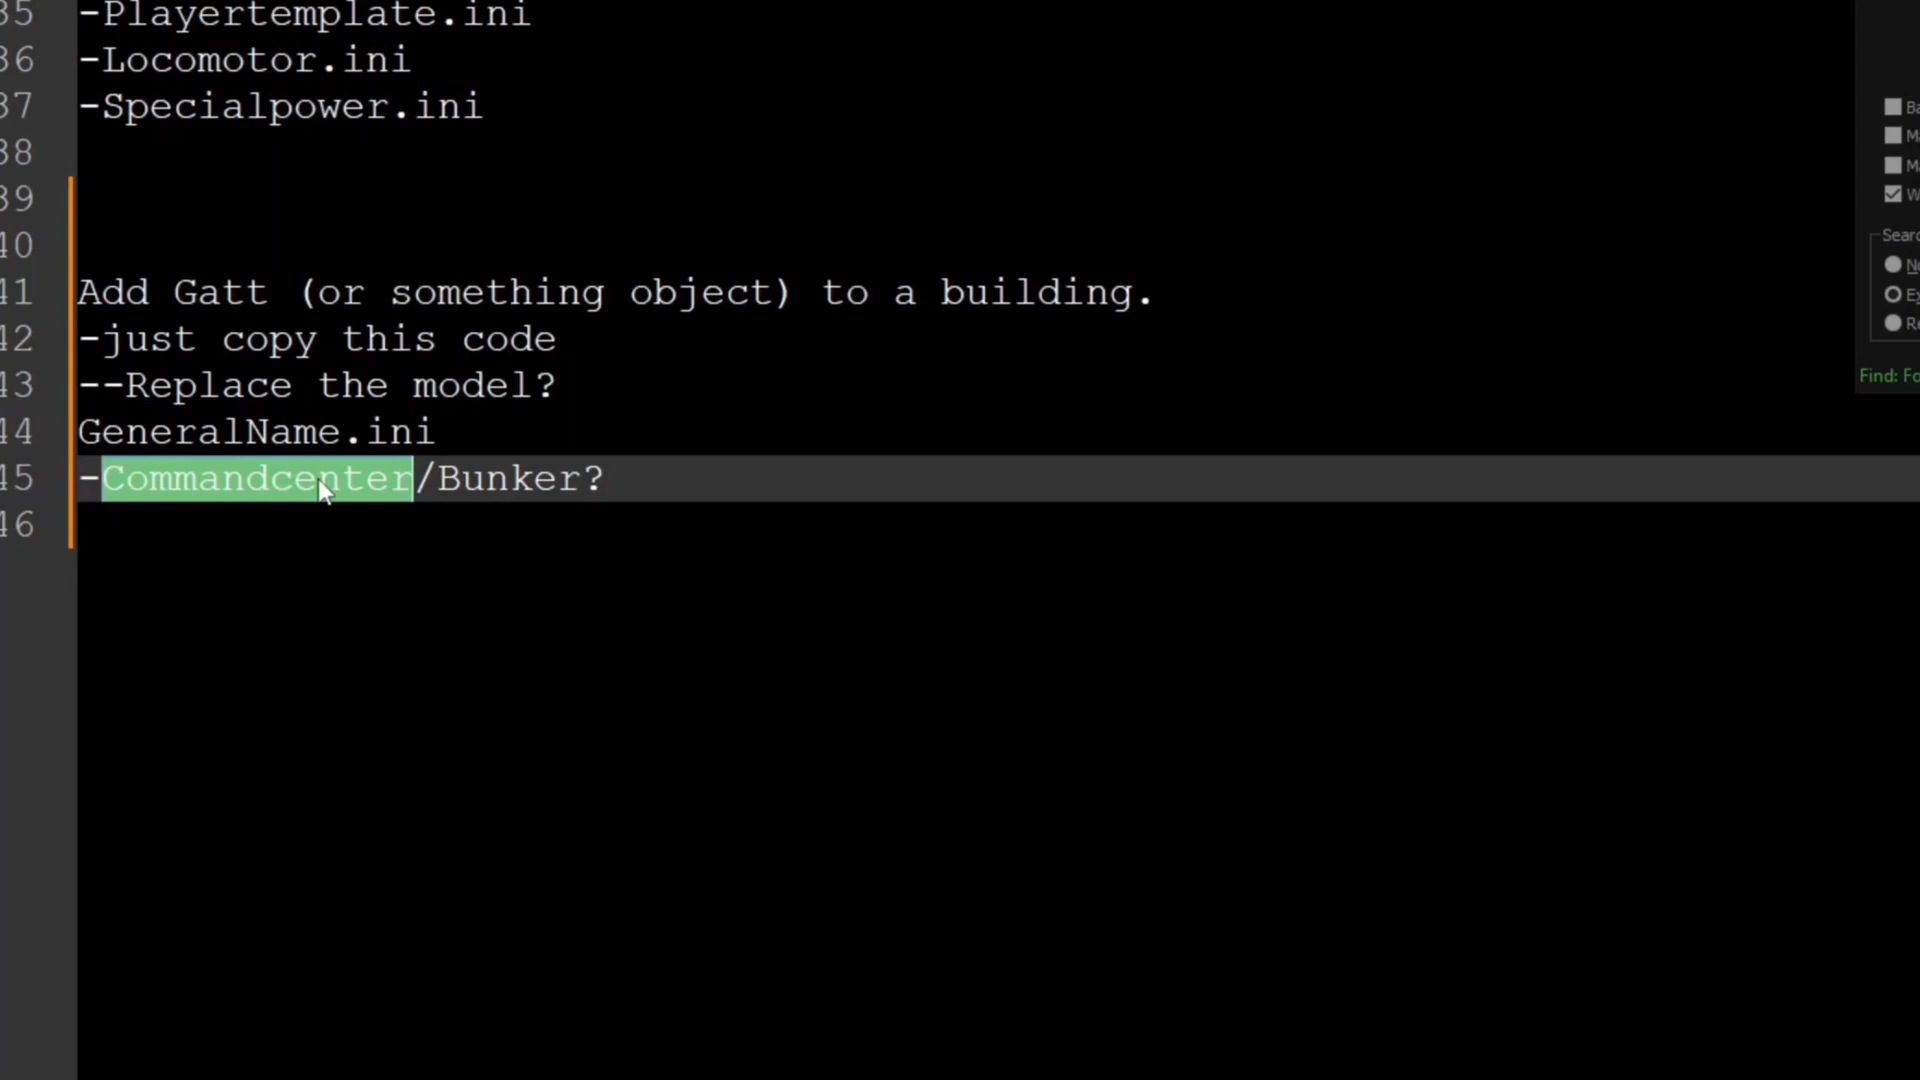 35 -Playertemplate.ini
36 -Locomotor.ini
37 -Specialpower.ini
38
39
40
41 Add Gatt (or something object) to a building.
42 -just copy this code
43 --Replace the model?
44 GeneralName.ini
45 -Commandcenter/Bunker?
46
Find: